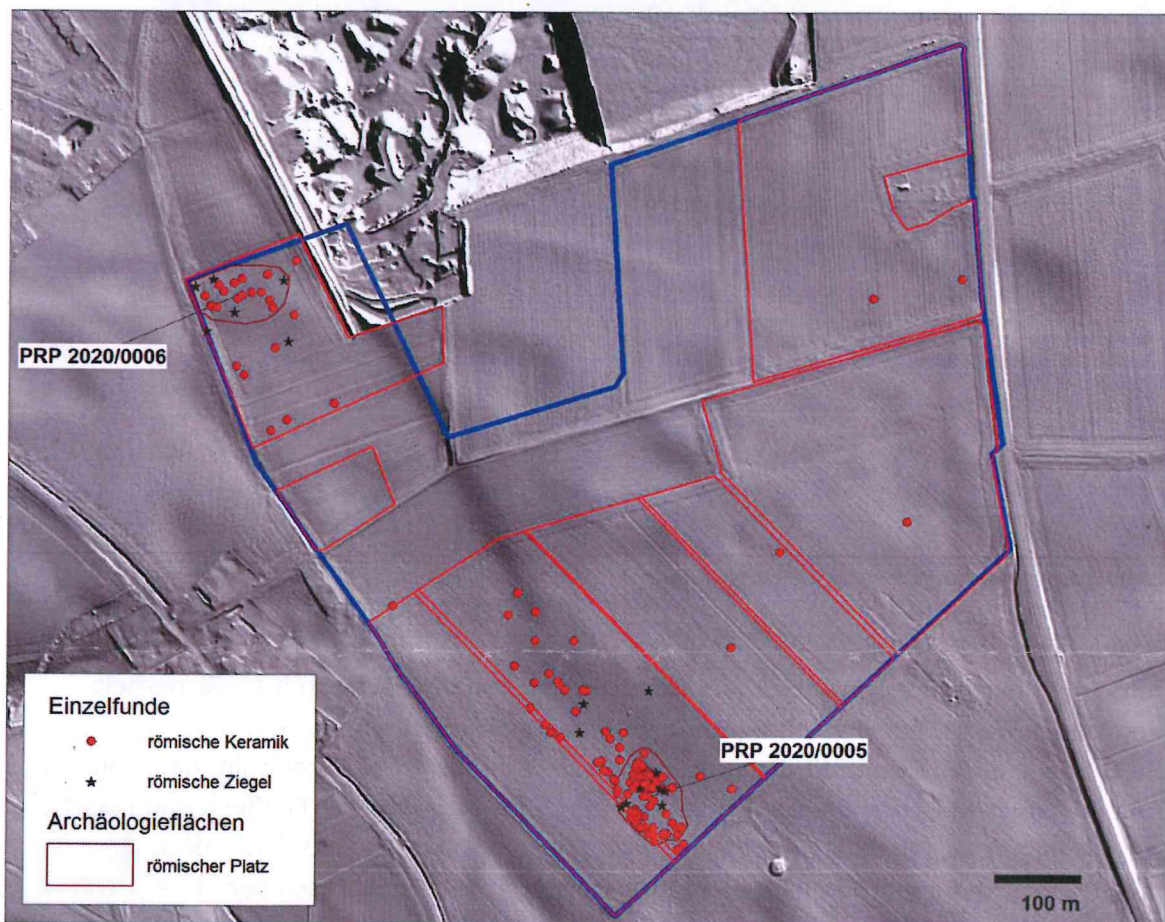 PRP 2020/0006
PRP 2020/0005
Einzelfunde
römische Keramik
römische Ziegel
Archäologieflächen
römischer Platz
100 m